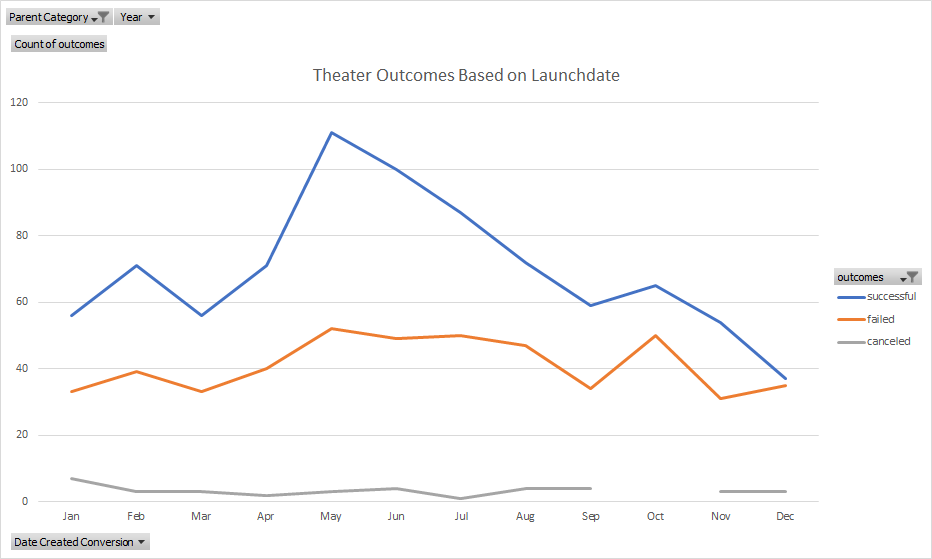 Parent Category Year
Count of outcomes
Theater Outcomes Based on Launchdate
120
100
80
60
40
20
0
Jan Feb Mar Apr May Jun Jul Aug Sep Oct Nov Dec
outcomes
successful
failed
canceled
Date Created Conversion